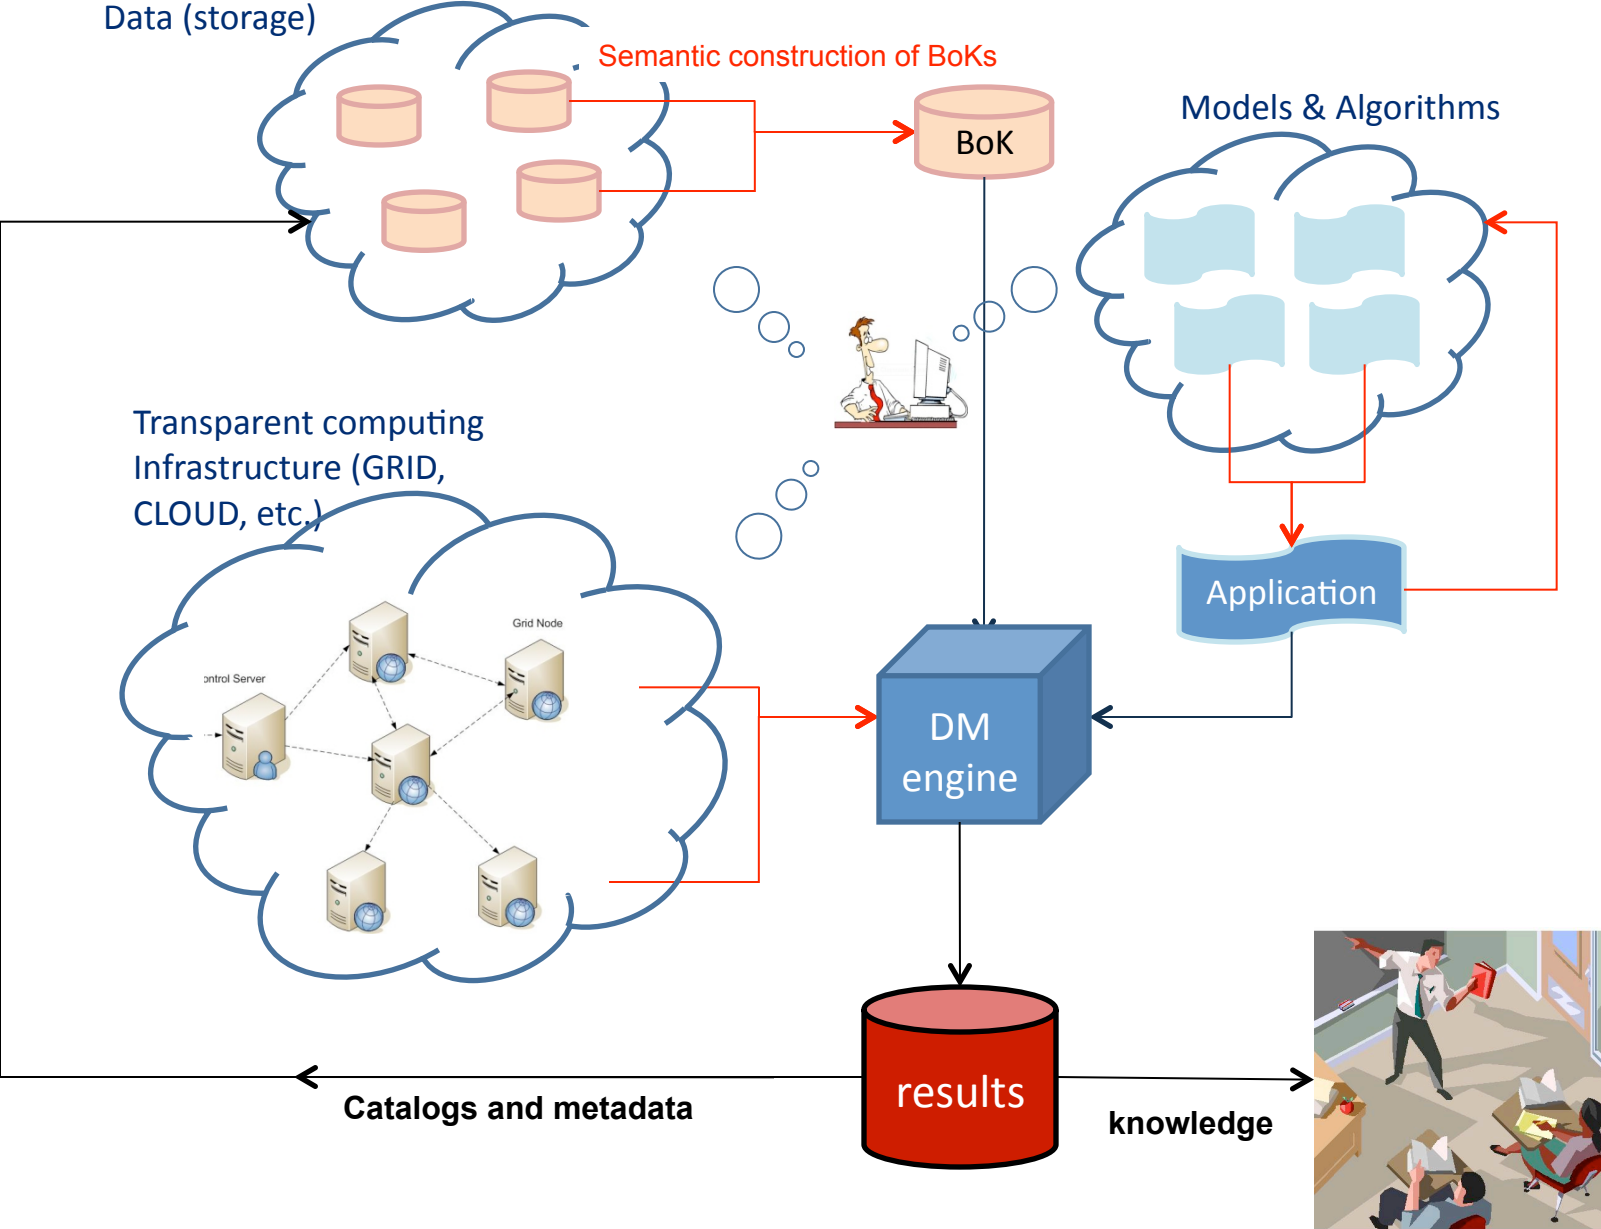 Data (storage)
Semantic construction of BoKs
BoK
Models & Algorithms
Transparent computing
Infrastructure (GRID,
CLOUD, etc.)
Grid Node
ontrol Server
Application
DM
engine
results
Catalogs and metadata
knowledge